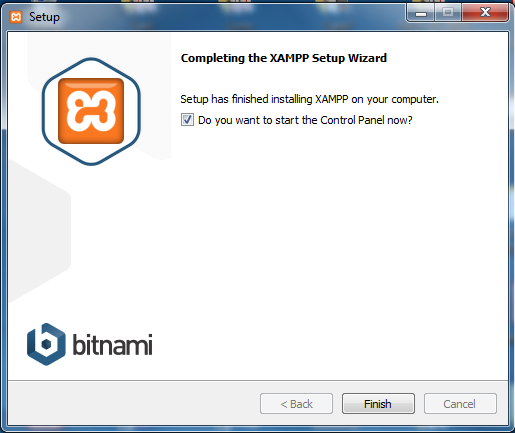 Setup
Completing the XAMPP Setup Wizard
Setup has finished installing XAMPP on your computer.
Do you want to start the Control Panel now?
bitnami
< Back
Finish
Cancel